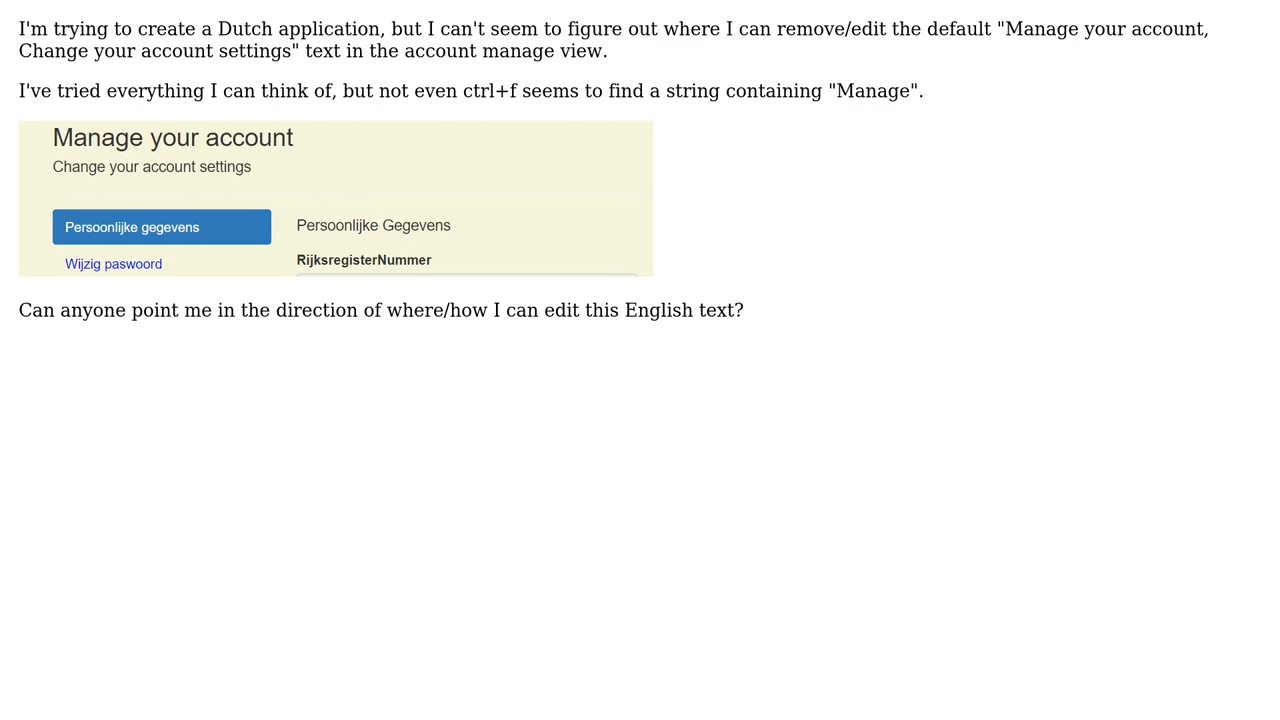 I'm trying to create a Dutch application, but I can't seem to figure out where I can remove/edit the default "Manage your account,
Change your account settings" text in the account manage view.
I've tried everything I can think of, but not even ctrl+f seems to find a string containing "Manage".
Manage your account
Change your account settings
Persoonlijke gegevens
Persoonlijke Gegevens
Wijzig paswoord
RijksregisterNummer
Can anyone point me in the direction of where/how I can edit this English text?